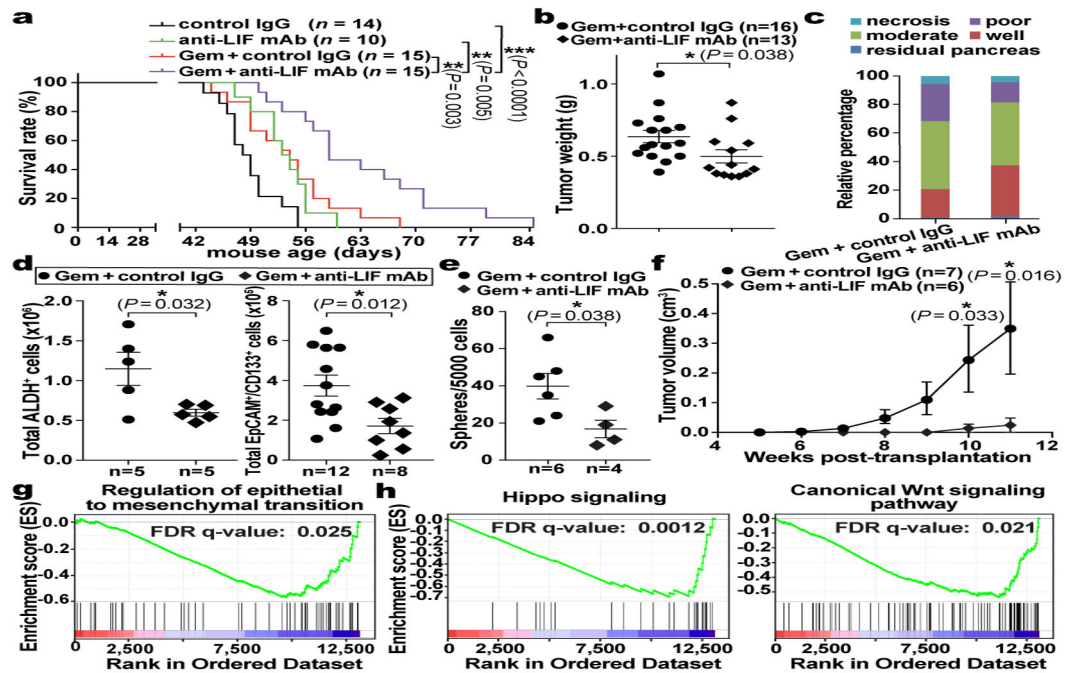 a
control IgG (n = 14)
anti-LIF mAb (n = 10)
Gem + control IgG (n = 15)
Gem + anti-LIF mAb (n = 15)
**
(P = 0.003)
**
(P = 0.005)
***
(P < 0.0001)
Survival rate (%)
100
80
60
40
20
0
0 14 28 42 49 56 63 70 77 84
mouse age (days)
b
Gem+control IgG (n=16)
Gem+anti-LIF mAb (n=13)
* (P = 0.038)
Tumor weight (g)
1.0
0.5
0.0
c
necrosis poor
moderate well
residual pancreas
Relative percentage
100
80
60
40
20
0
Gem + control IgG
Gem + anti-LIF mAb
d
Gem + control IgG Gem + anti-LIF mAb
Total ALDH+ cells (x10⁶)
2.0
1.5
1.0
0.5
0.0
*
(P = 0.032)
n=5 n=5
Total EpCAM+/CD133+ cells (x10⁶)
8
6
4
2
0
*
(P = 0.012)
n=12 n=8
e
Gem + control IgG
Gem + anti-LIF mAb
*
(P = 0.038)
Spheres/5000 cells
80
60
40
20
0
n=6 n=4
f
Gem + control IgG (n=7)
Gem + anti-LIF mAb (n=6)
*
(P = 0.016)
*
(P = 0.033)
Tumor volume (cm³)
0.5
0.4
0.3
0.2
0.1
0.0
4 6 8 10 12
Weeks post-transplantation
g
Regulation of epithetial
to mesenchymal transition
FDR q-value: 0.025
Enrichment score (ES)
0.0
-0.2
-0.4
-0.6
0 2,500 7,500 12,500
Rank in Ordered Dataset
h
Hippo signaling
FDR q-value: 0.0012
Enrichment score (ES)
0.0
-0.1
-0.2
-0.3
-0.4
-0.5
-0.6
-0.7
0 2,500 7,500 12,500
Rank in Ordered Dataset
Canonical Wnt signaling
pathway
FDR q-value: 0.021
0.0
-0.1
-0.2
-0.3
-0.4
-0.5
0 2,500 7,500 12,500
Rank in Ordered Dataset